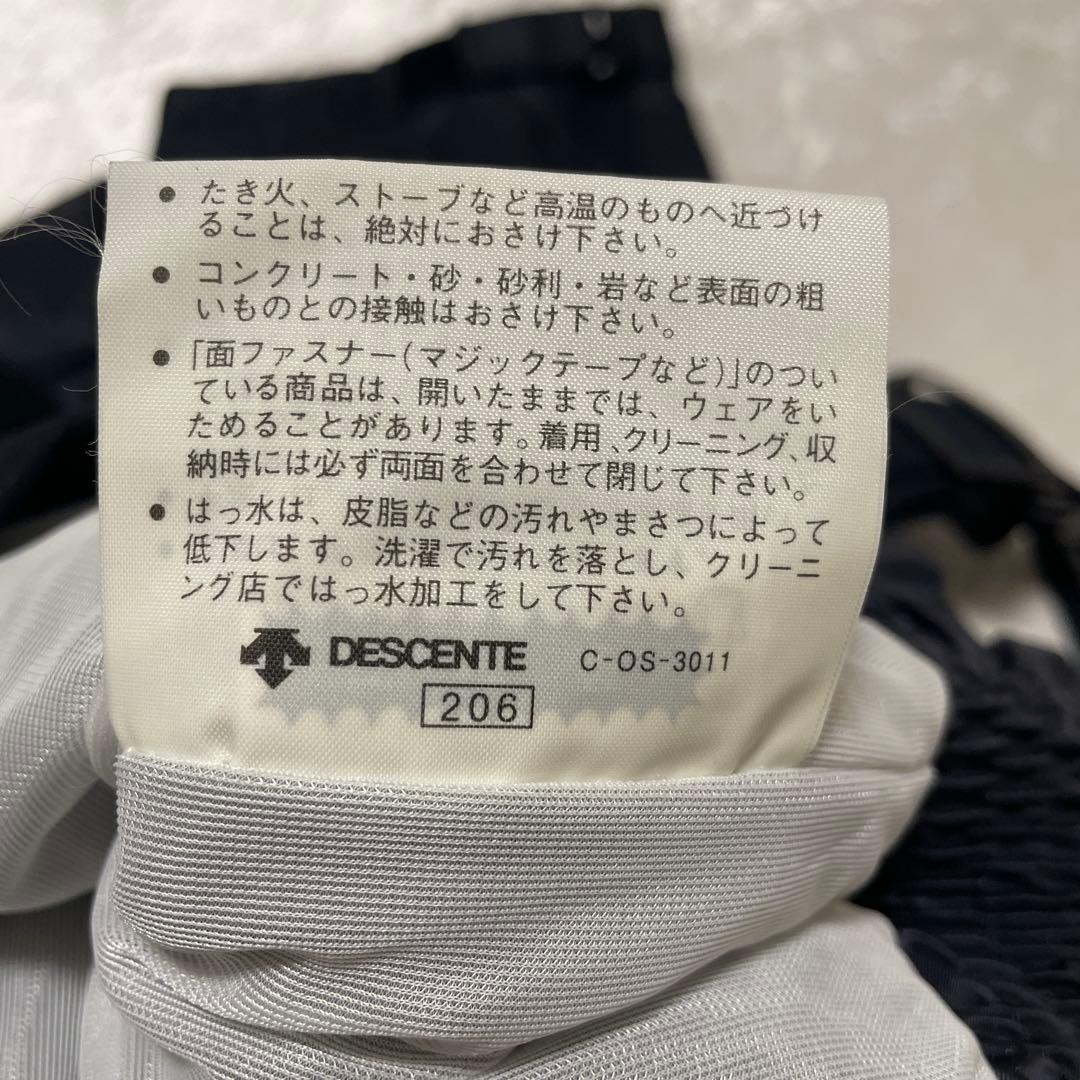 ● たき火、ストーブなど高温のものへ近づけ
ることは、絶対におさけ下さい。
● コンクリート・砂・砂利・岩など表面の粗
いものとの接触はおさけ下さい。
● 「面ファスナー(マジックテープなど)」のつい
ている商品は、開いたままでは、ウェアをい
ためることがあります。着用、クリーニング、収
納時には必ず両面を合わせて閉じて下さい。
● はっ水は、皮脂などの汚れやまさつによって
低下します。洗濯で汚れを落とし、クリーニ
ング店ではっ水加工をして下さい。
DESCENTE C-OS-3011
206